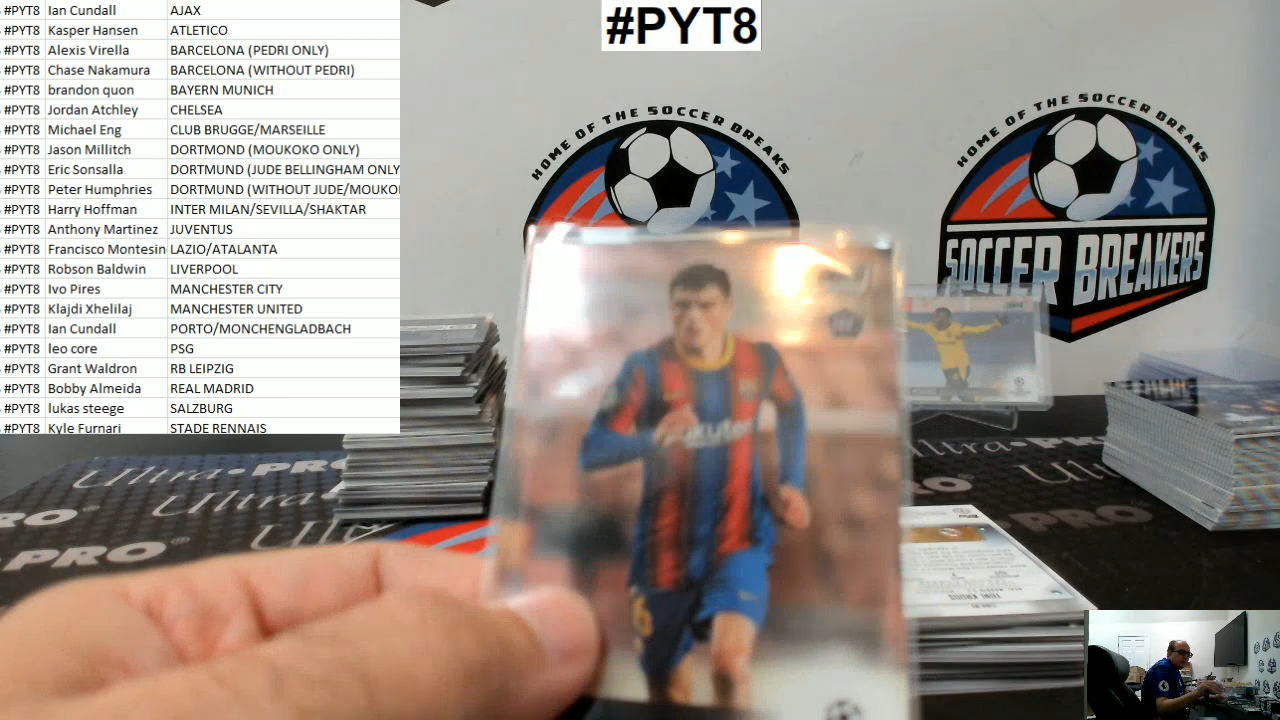 #PYT8 Ian Cundall AJAX
#PYT8 Kasper Hansen ATLETICO
#PYT8 Alexis Virella BARCELONA (PEDRI ONLY)
#PYT8 Chase Nakamura BARCELONA (WITHOUT PEDRI)
#PYT8 brandon quon BAYERN MUNICH
#PYT8 Jordan Atchley CHELSEA
#PYT8 Michael Eng CLUB BRUGGE/MARSEILLE
#PYT8 Jason Millitch DORTMOND (MOUKOKO ONLY)
#PYT8 Eric Sonsalla DORTMUND (JUDE BELLINGHAM ONLY
#PYT8 Peter Humphries DORTMUND (WITHOUT JUDE/MOUKO
#PYT8 Harry Hoffman INTER MILAN/SEVILLA/SHAKTAR
#PYT8 Anthony Martinez JUVENTUS
#PYT8 Francisco Montesin LAZIO/ATALANTA
#PYT8 Robson Baldwin LIVERPOOL
#PYT8 Ivo Pires MANCHESTER CITY
#PYT8 Klajdi Xhelilaj MANCHESTER UNITED
#PYT8 Ian Cundall PORTO/MONCHENGLADBACH
#PYT8 leo core PSG
#PYT8 Grant Waldron RB LEIPZIG
#PYT8 Bobby Almeida REAL MADRID
#PYT8 lukas steege SALZBURG
#PYT8 Kyle Furnari STADE RENNAIS
#PYT8
HOME OF THE SOCCER BREAKS
HOME OF THE SOCCER BREAKS
SOCCER BREAKERS
Rakuten
Ultra PRO
Ultra
PRO
PRO
TONI KROOS